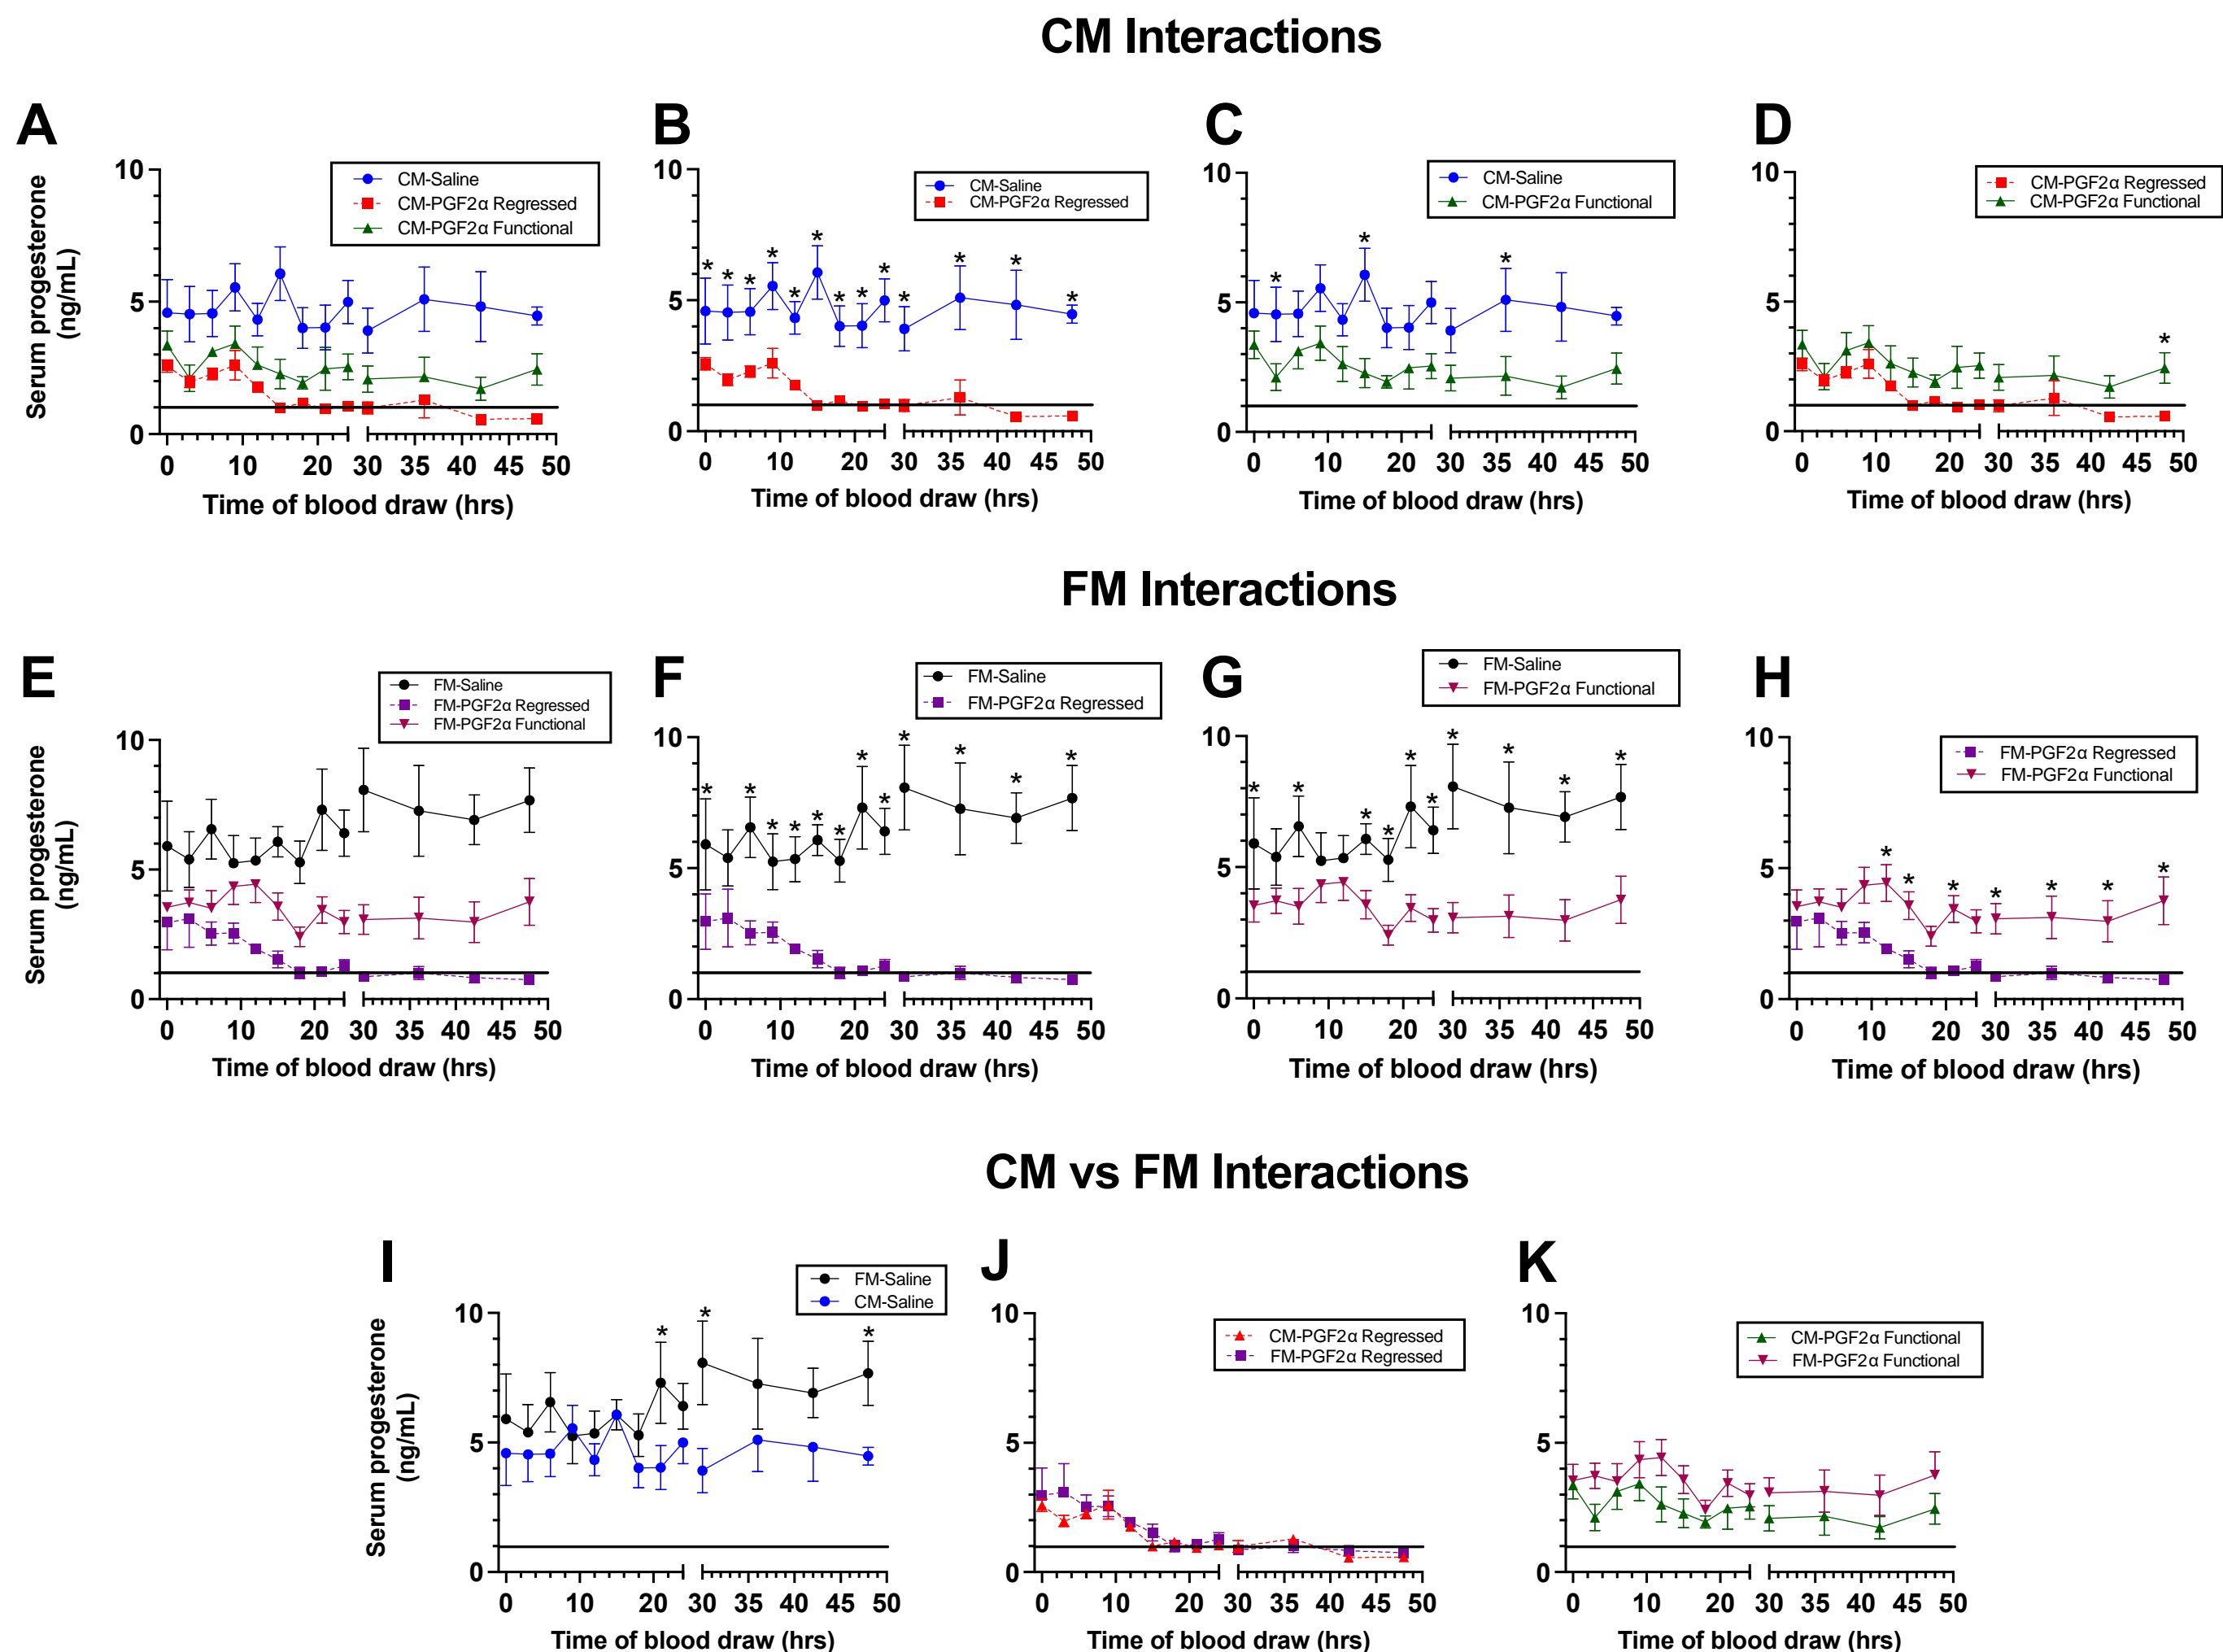 CM Interactions
A
B
C
D
Serum progesterone
(ng/mL)
10
5
0
CM-Saline
CM-PGF2α Regressed
CM-PGF2α Functional
0 10 20 30 35 40 45 50
Time of blood draw (hrs)
10
5
0
CM-Saline
CM-PGF2α Regressed
* * * * * * * * * * * * *
0 10 20 30 35 40 45 50
Time of blood draw (hrs)
10
5
0
CM-Saline
CM-PGF2α Functional
* * *
0 10 20 30 35 40 45 50
Time of blood draw (hrs)
10
5
0
CM-PGF2α Regressed
CM-PGF2α Functional
*
0 10 20 30 35 40 45 50
Time of blood draw (hrs)
FM Interactions
E
F
G
H
Serum progesterone
(ng/mL)
10
5
0
FM-Saline
FM-PGF2α Regressed
FM-PGF2α Functional
0 10 20 30 35 40 45 50
Time of blood draw (hrs)
10
5
0
FM-Saline
FM-PGF2α Regressed
* * * * * * * * * * * *
0 10 20 30 35 40 45 50
Time of blood draw (hrs)
10
5
0
FM-Saline
FM-PGF2α Functional
* * * * * * * * * *
0 10 20 30 35 40 45 50
Time of blood draw (hrs)
10
5
0
FM-PGF2α Regressed
FM-PGF2α Functional
* * * * * * *
0 10 20 30 35 40 45 50
Time of blood draw (hrs)
CM vs FM Interactions
I
J
K
Serum progesterone
(ng/mL)
10
5
0
FM-Saline
CM-Saline
* * *
0 10 20 30 35 40 45 50
Time of blood draw (hrs)
10
5
0
CM-PGF2α Regressed
FM-PGF2α Regressed
0 10 20 30 35 40 45 50
Time of blood draw (hrs)
10
5
0
CM-PGF2α Functional
FM-PGF2α Functional
0 10 20 30 35 40 45 50
Time of blood draw (hrs)